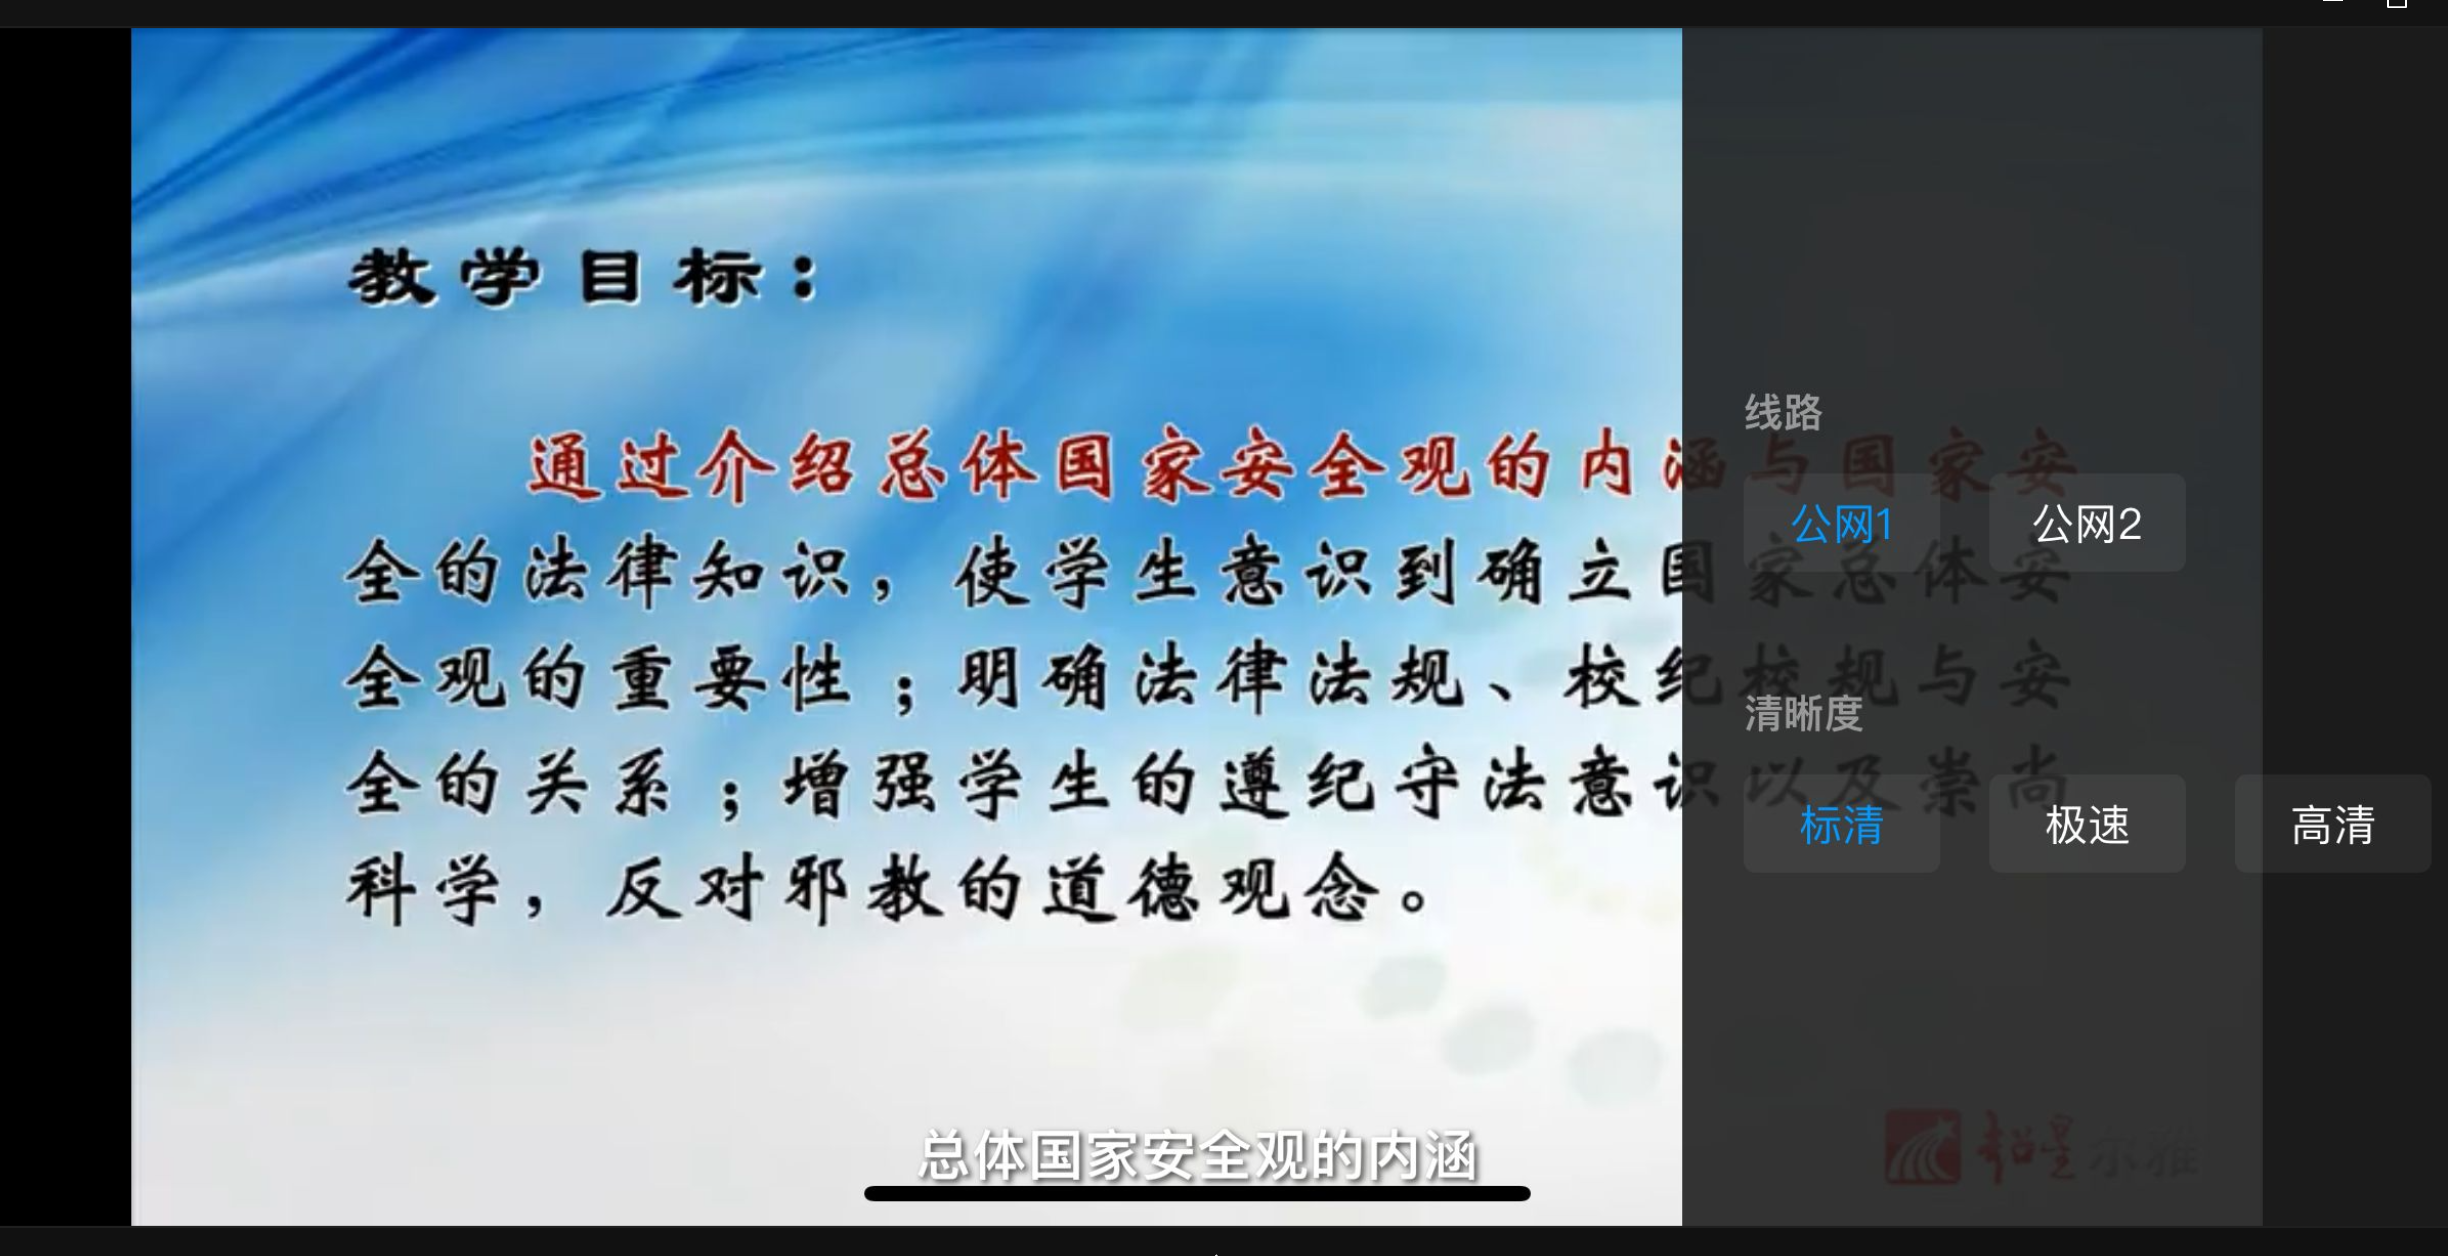 教学目标：
通过介绍总体国家安全观的内涵与国家安
全的法律知识，使学生意识到确立国家总体安
全观的重要性；明确法律法规、校纪校规与安
全的关系；增强学生的遵纪守法意识以及崇尚
科学，反对邪教的道德观念。
总体国家安全观的内涵
线路
公网1
公网2
清晰度
标清
极速
高清
超星尔雅